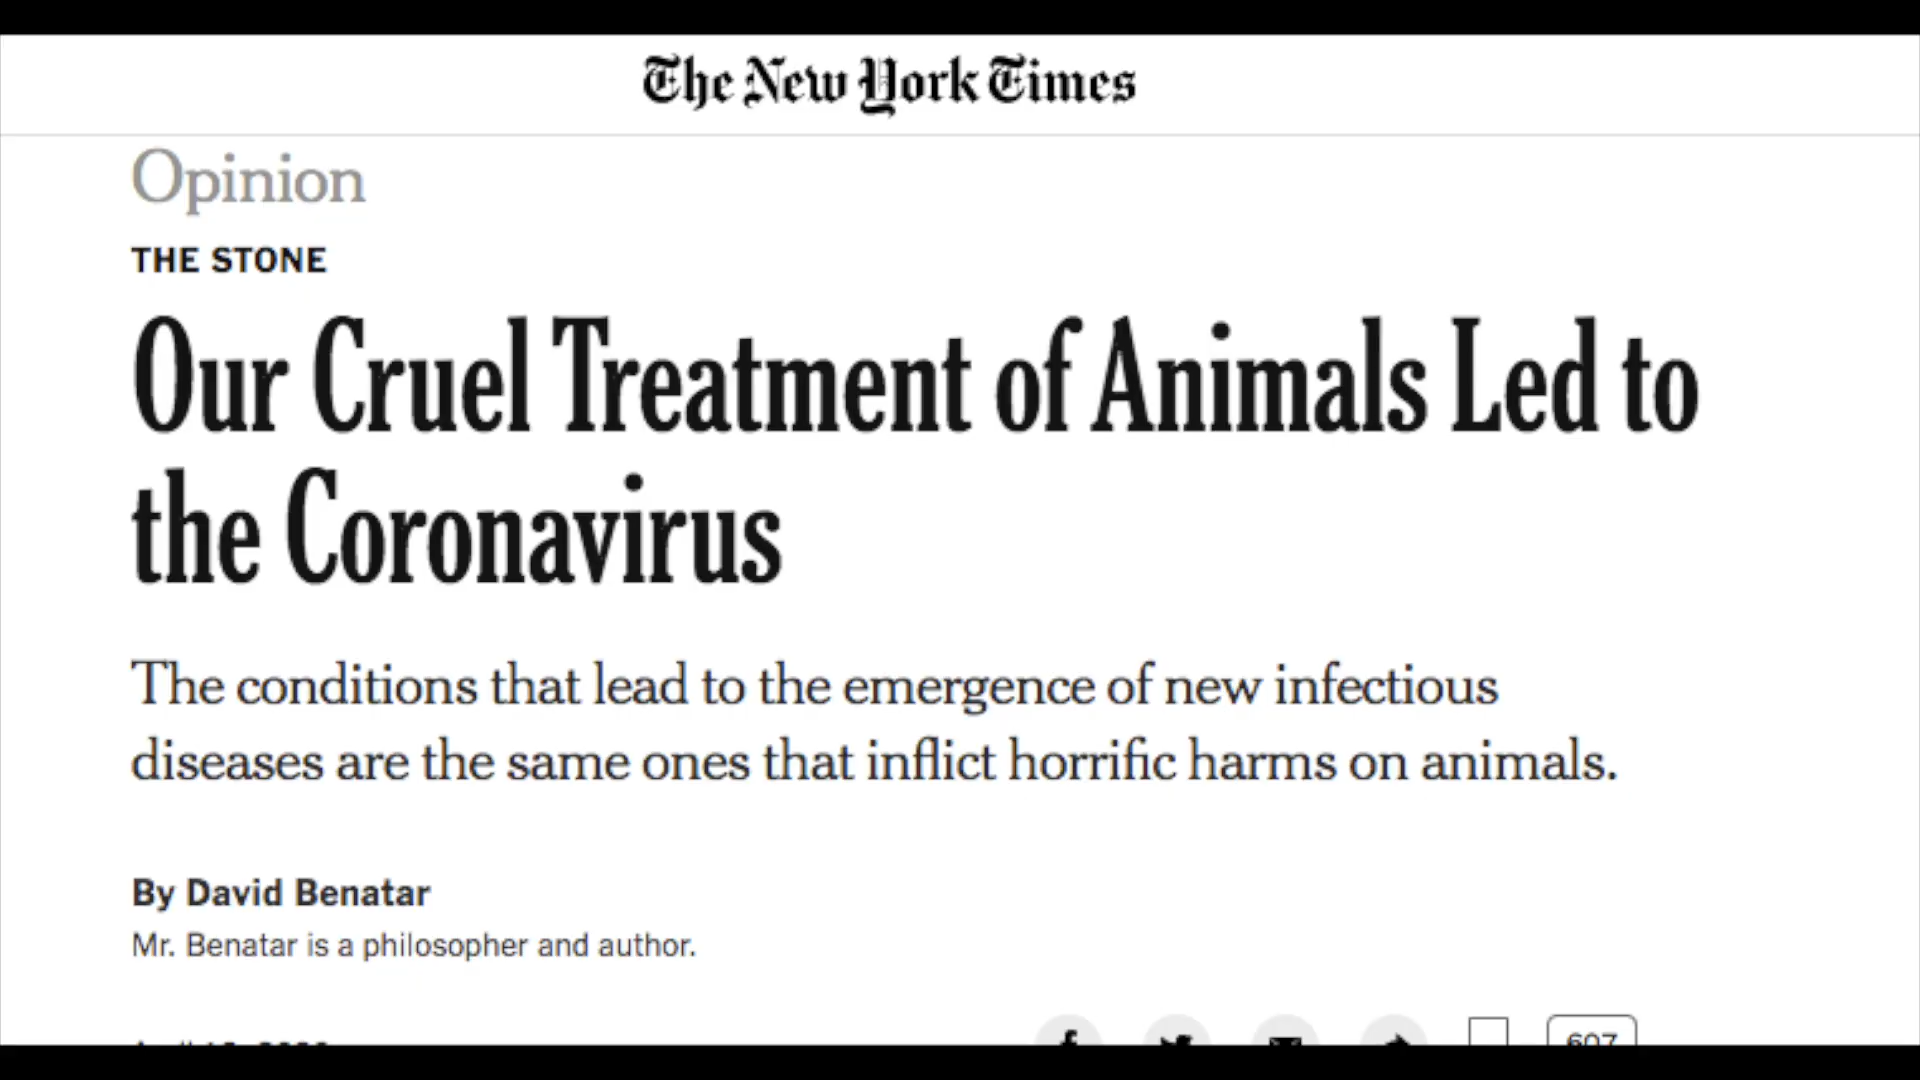 The New York Times
Opinion
THE STONE
Our Cruel Treatment of Animals Led to
the Coronavirus
The conditions that lead to the emergence of new infectious
diseases are the same ones that inflict horrific harms on animals.
By David Benatar
Mr. Benatar is a philosopher and author.
607